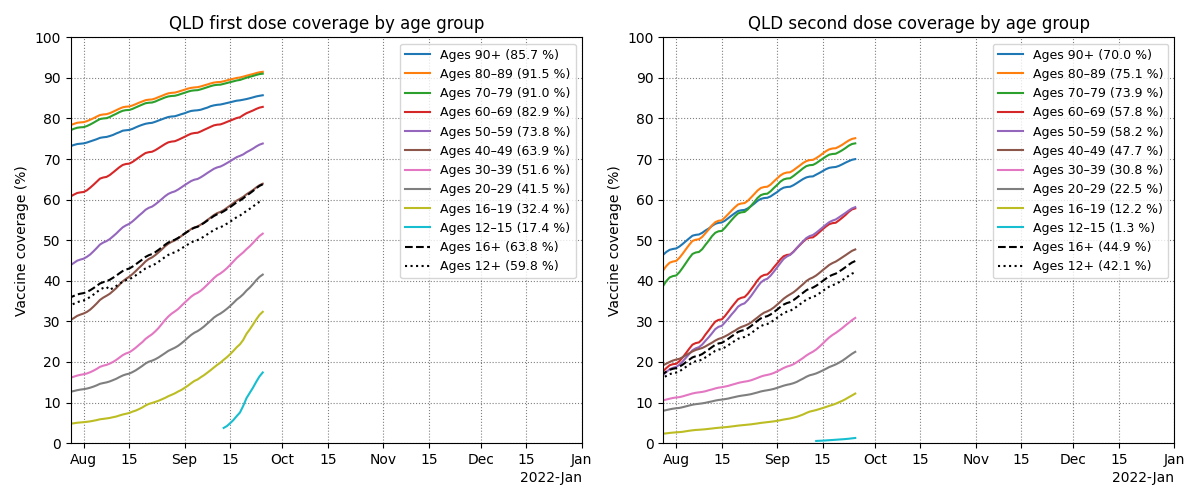 QLD first dose coverage by age group
Vaccine coverage (%)
100
90
80
70
60
50
40
30
20
10
0
Ages 90+ (85.7 %)
Ages 80–89 (91.5 %)
Ages 70–79 (91.0 %)
Ages 60–69 (82.9 %)
Ages 50–59 (73.8 %)
Ages 40–49 (63.9 %)
Ages 30–39 (51.6 %)
Ages 20–29 (41.5 %)
Ages 16–19 (32.4 %)
Ages 12–15 (17.4 %)
Ages 16+ (63.8 %)
Ages 12+ (59.8 %)
Aug 15 Sep 15 Oct 15 Nov 15 Dec 15 Jan
2022-Jan
QLD second dose coverage by age group
Vaccine coverage (%)
100
90
80
70
60
50
40
30
20
10
0
Ages 90+ (70.0 %)
Ages 80–89 (75.1 %)
Ages 70–79 (73.9 %)
Ages 60–69 (57.8 %)
Ages 50–59 (58.2 %)
Ages 40–49 (47.7 %)
Ages 30–39 (30.8 %)
Ages 20–29 (22.5 %)
Ages 16–19 (12.2 %)
Ages 12–15 (1.3 %)
Ages 16+ (44.9 %)
Ages 12+ (42.1 %)
Aug 15 Sep 15 Oct 15 Nov 15 Dec 15 Jan
2022-Jan